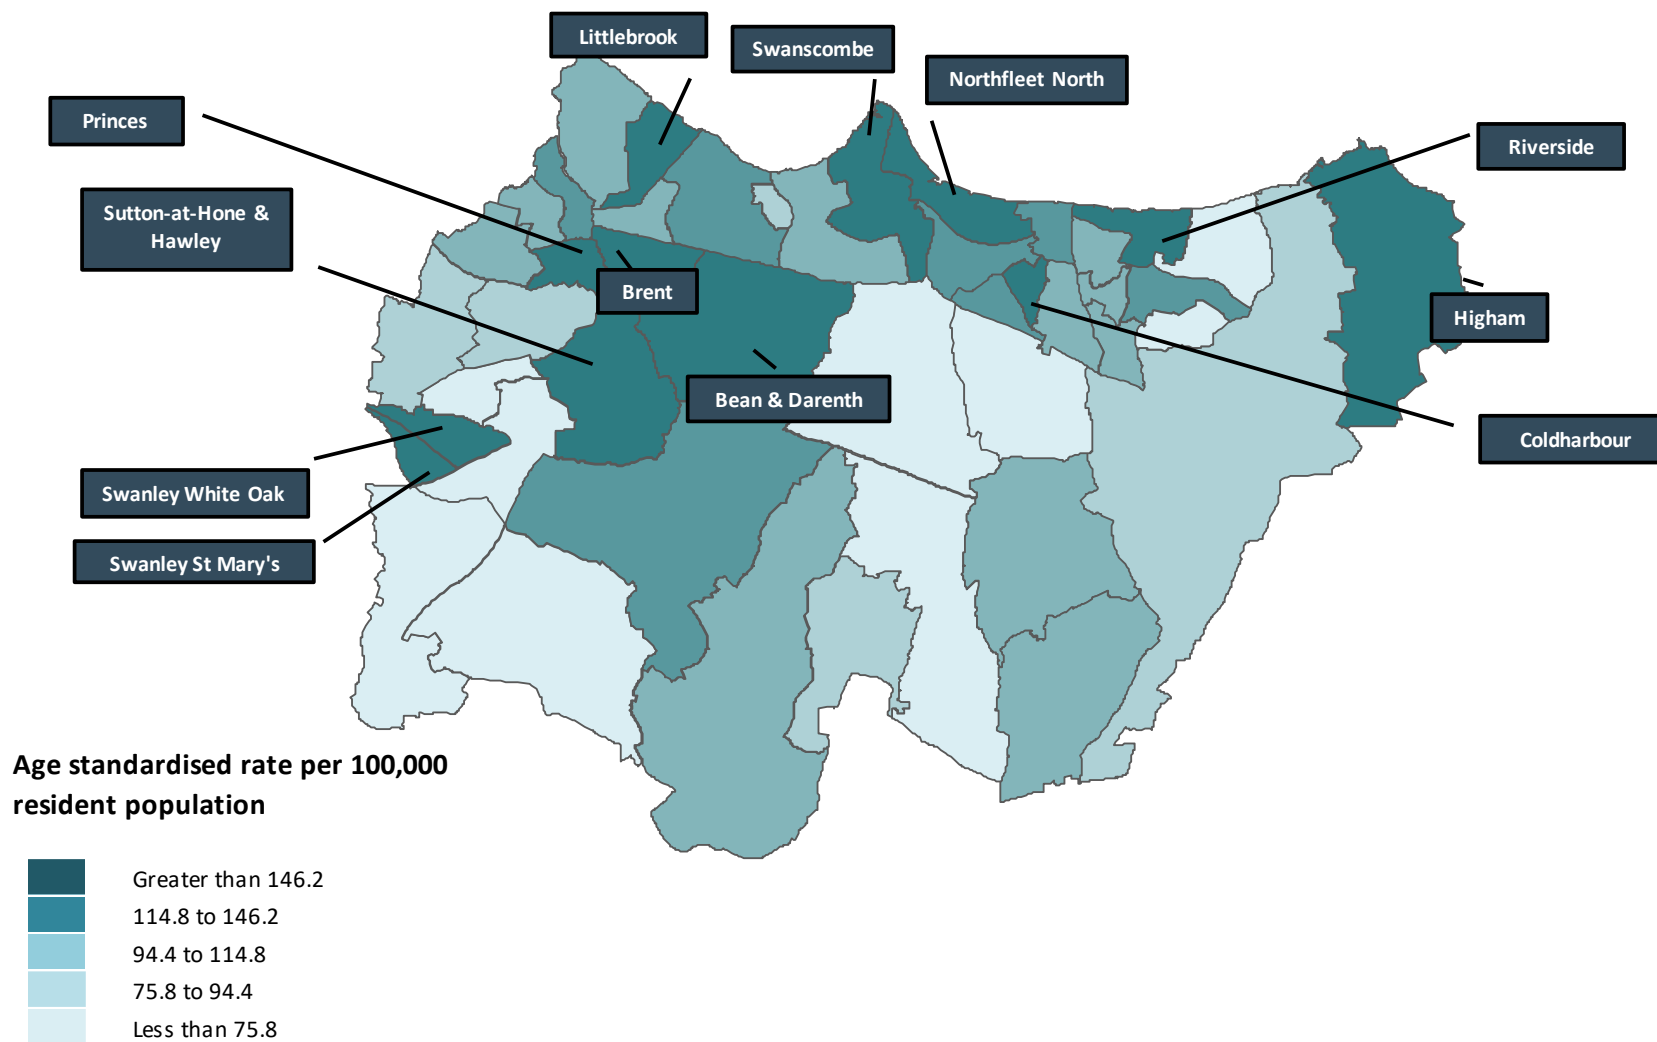 Littlebrook
Swanscombe
Northfleet North
Princes
Riverside
Sutton-at-Hone &
Hawley
Brent
Higham
Bean & Darenth
Coldharbour
Swanley White Oak
Swanley St Mary's
Age standardised rate per 100,000
resident population
Greater than 146.2
114.8 to 146.2
94.4 to 114.8
75.8 to 94.4
Less than 75.8